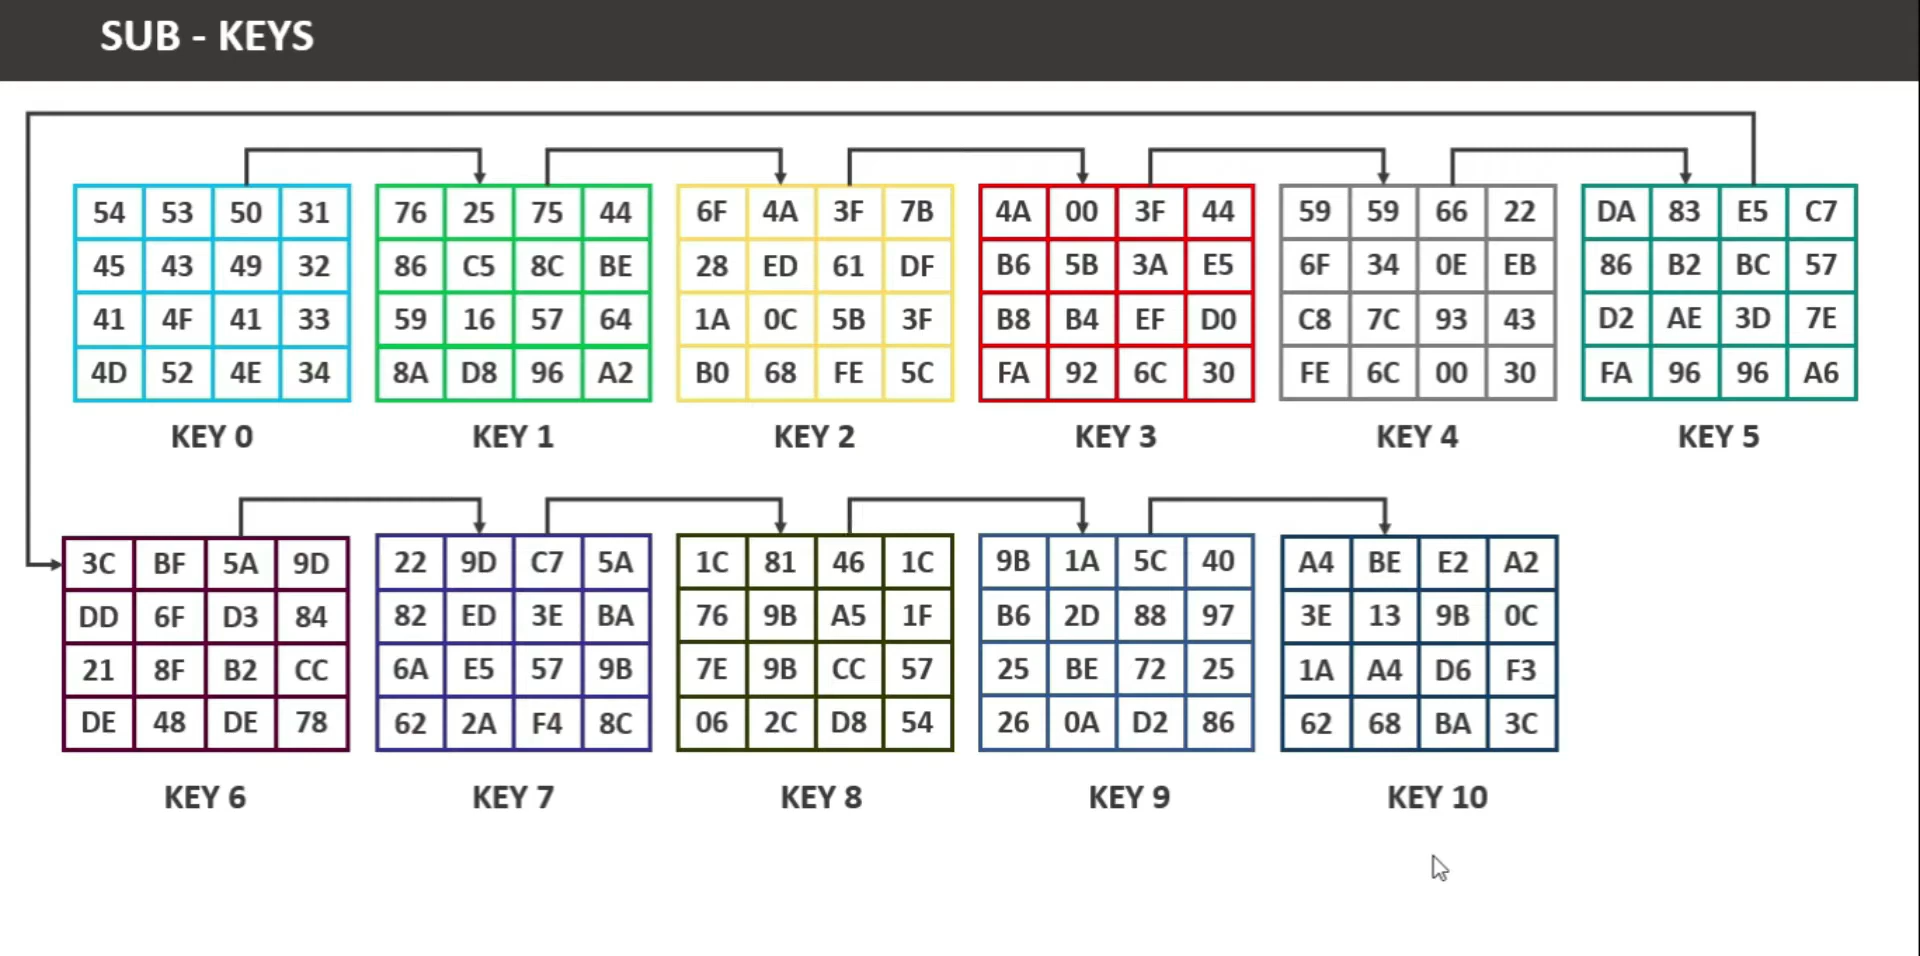 SUB - KEYS
54 53 50 31
45 43 49 32
41 4F 41 33
4D 52 4E 34
KEY 0
76 25 75 44
86 C5 8C BE
59 16 57 64
8A D8 96 A2
KEY 1
6F 4A 3F 7B
28 ED 61 DF
1A 0C 5B 3F
B0 68 FE 5C
KEY 2
4A 00 3F 44
B6 5B 3A E5
B8 B4 EF D0
FA 92 6C 30
KEY 3
59 59 66 22
6F 34 0E EB
C8 7C 93 43
FE 6C 00 30
KEY 4
DA 83 E5 C7
86 B2 BC 57
D2 AE 3D 7E
FA 96 96 A6
KEY 5
3C BF 5A 9D
DD 6F D3 84
21 8F B2 CC
DE 48 DE 78
KEY 6
22 9D C7 5A
82 ED 3E BA
6A E5 57 9B
62 2A F4 8C
KEY 7
1C 81 46 1C
76 9B A5 1F
7E 9B CC 57
06 2C D8 54
KEY 8
9B 1A 5C 40
B6 2D 88 97
25 BE 72 25
26 0A D2 86
KEY 9
A4 BE E2 A2
3E 13 9B 0C
1A A4 D6 F3
62 68 BA 3C
KEY 10